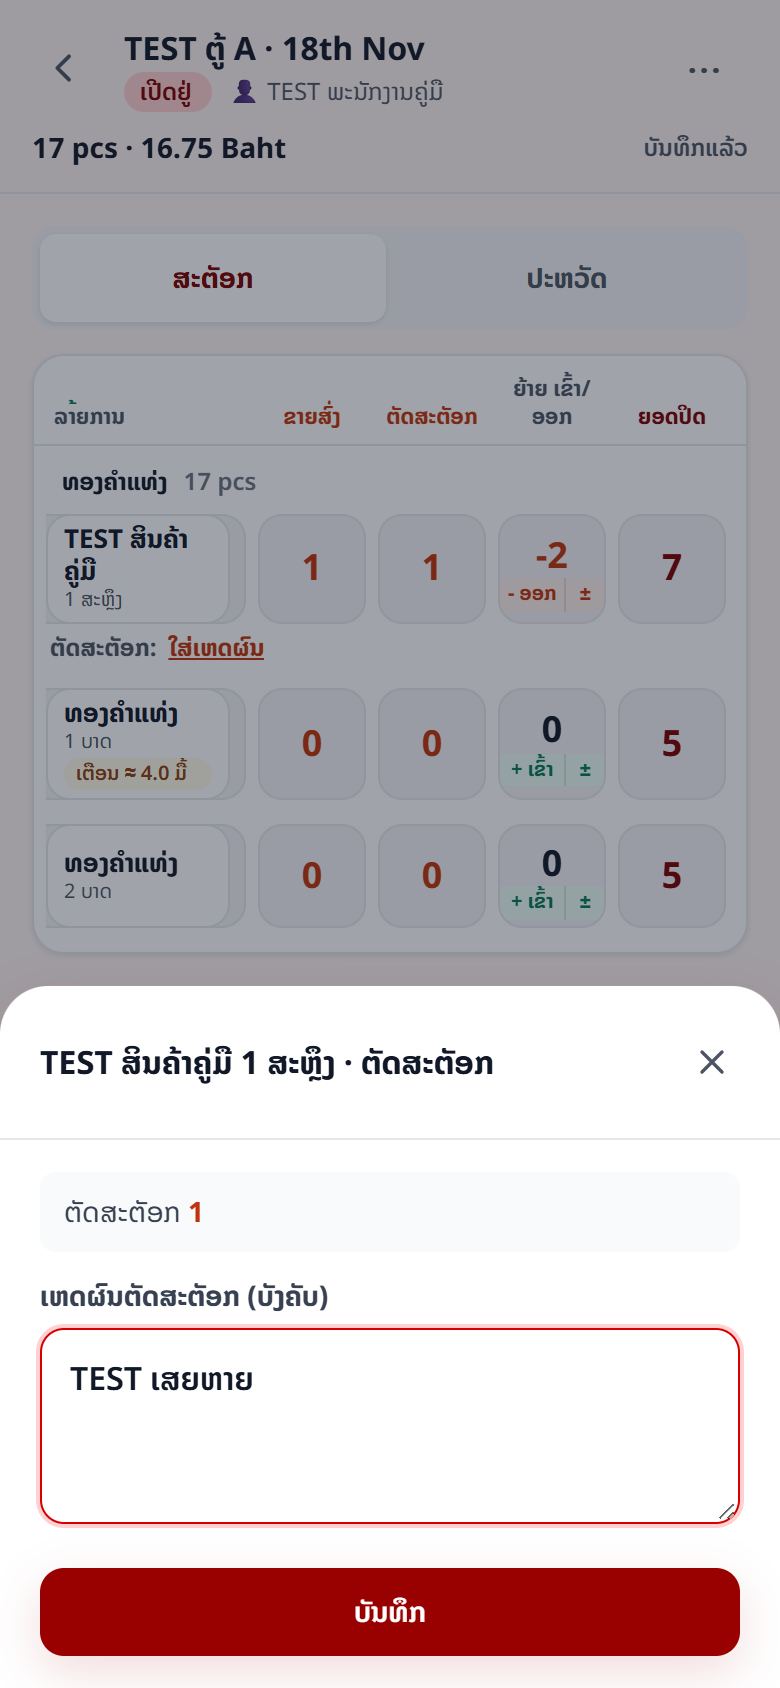 TEST ຕູ້ A · 18th Nov
ເປີດຢູ່ TEST ພະນັກງານຄູ່ມື
17 pcs · 16.75 Baht
ບັນທຶກແລ້ວ
ສະຕັອກ
ປະຫວັດ
ລາຍການ
ຂາຍສົ່ງ
ຕັດສະຕັອກ
ຍ້າຍ ເຂົ້າ/
ອອກ
ຍອດປິດ
ທອງຄຳແທ່ງ 17 pcs
TEST ສິນຄ້າ
ຄູ່ມື
1 ສະຫຼຶງ
1
1
-2
- ອອກ ±
7
ຕັດສະຕັອກ: ໃສ່ເຫດຜົນ
ທອງຄຳແທ່ງ
1 ບາດ
ເຕືອນ ≈ 4.0 ມື້
0
0
0
+ ເຂົ້າ ±
5
ທອງຄຳແທ່ງ
2 ບາດ
0
0
0
+ ເຂົ້າ ±
5
TEST ສິນຄ້າຄູ່ມື 1 ສະຫຼຶງ · ຕັດສະຕັອກ
ຕັດສະຕັອກ 1
ເຫດຜົນຕັດສະຕັອກ (ບັງຄັບ)
TEST ເສຍຫາຍ
ບັນທຶກ